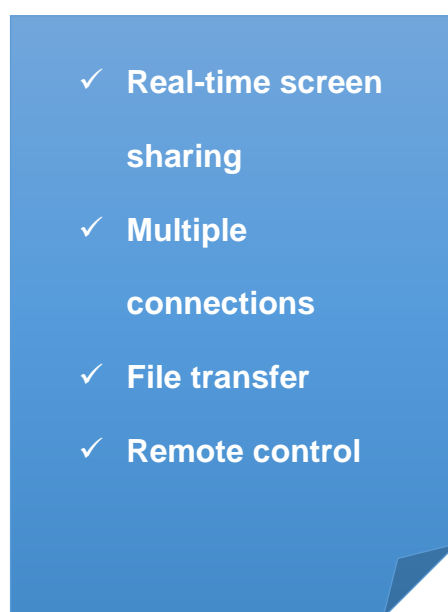 ✓ Real-time screen
sharing
✓ Multiple
connections
✓ File transfer
✓ Remote control